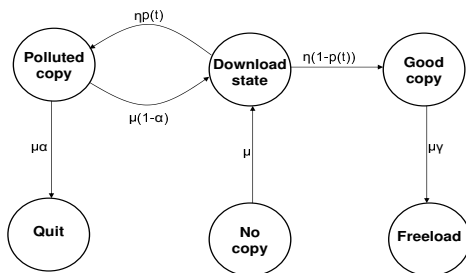 ηp(t)
Polluted
copy
Download
state
η(1-p(t))
Good
copy
μ(1-α)
μα
μ
μγ
Quit
No
copy
Freeload